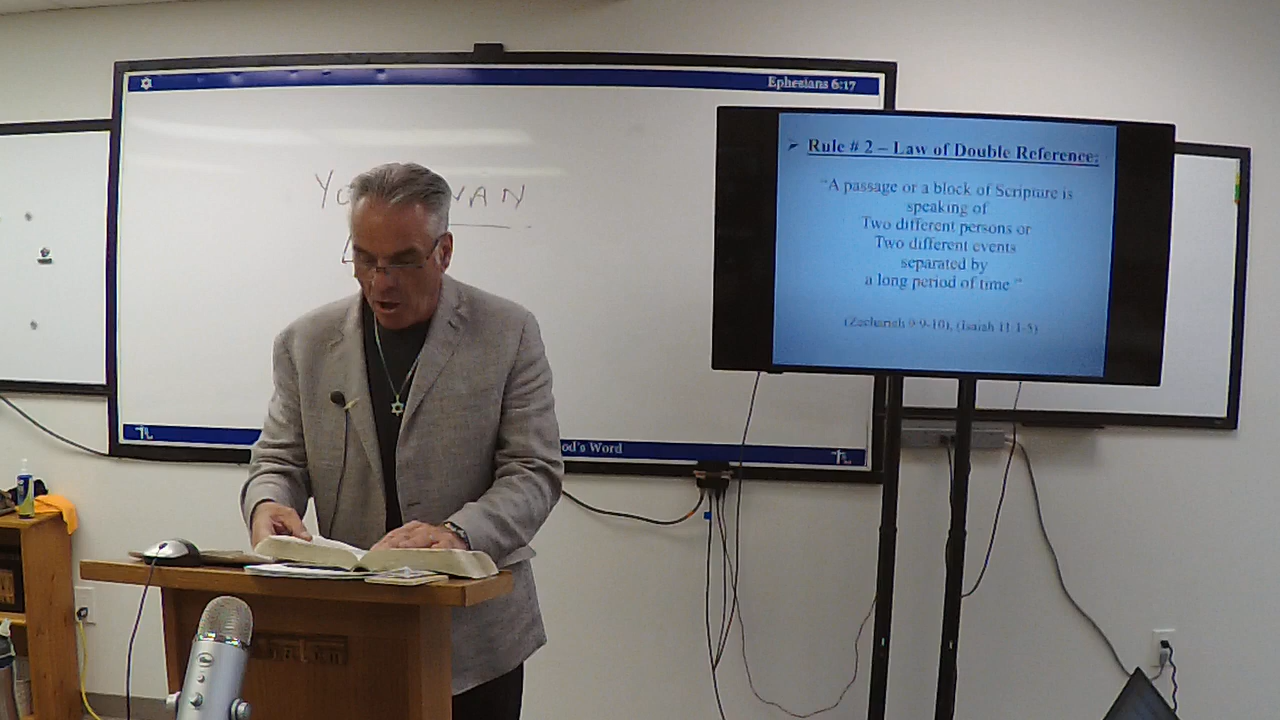 Ephesians 6:17
Rule # 2 – Law of Double Reference:
"A passage or a block of Scripture is
speaking of
Two different persons or
Two different events
separated by
a long period of time "
(Zechariah 9:9-10), (Isaiah 11:1-5)
od's Word